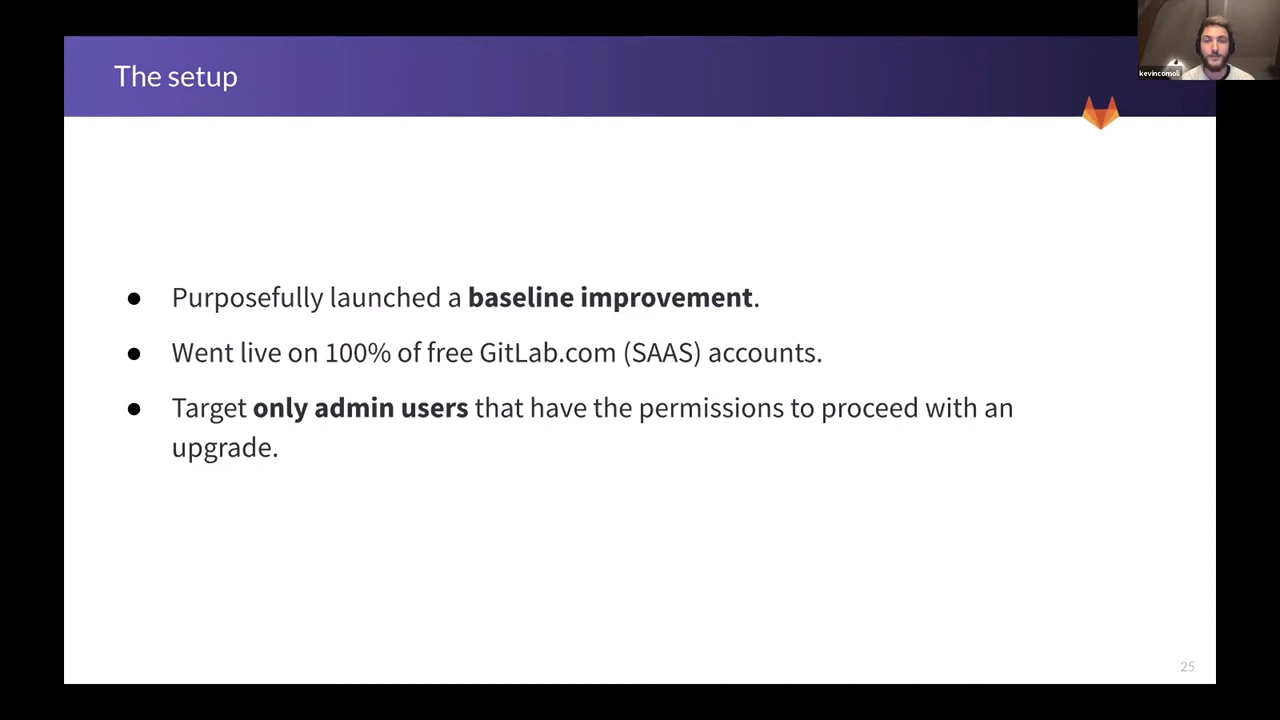 The setup
kevincomoli
● Purposefully launched a baseline improvement.
● Went live on 100% of free GitLab.com (SAAS) accounts.
● Target only admin users that have the permissions to proceed with an
upgrade.
25